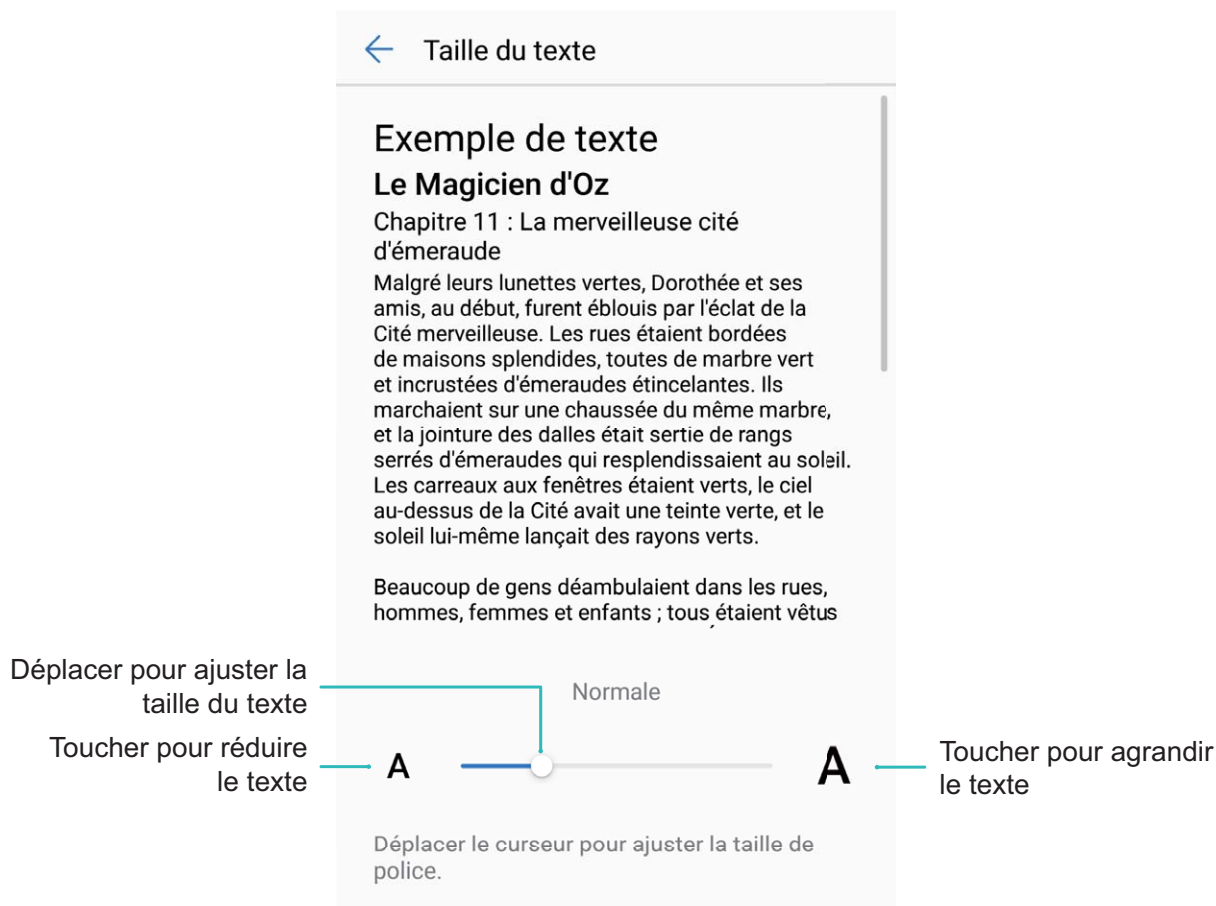 Taille du texte
Exemple de texte
Le Magicien d'Oz
Chapitre 11 : La merveilleuse cité
d'émeraude
Malgré leurs lunettes vertes, Dorothée et ses
amis, au début, furent éblouis par l'éclat de la
Cité merveilleuse. Les rues étaient bordées
de maisons splendides, toutes de marbre vert
et incrustées d'émeraudes étincelantes. Ils
marchaient sur une chaussée du même marbre,
et la jointure des dalles était sertie de rangs
serrés d'émeraudes qui resplendissaient au soleil.
Les carreaux aux fenêtres étaient verts, le ciel
au-dessus de la Cité avait une teinte verte, et le
soleil lui-même lançait des rayons verts.
Beaucoup de gens déambulaient dans les rues,
hommes, femmes et enfants ; tous étaient vêtus
Déplacer pour ajuster la
taille du texte
Normale
Toucher pour réduire
le texte
A
A
Toucher pour agrandir
le texte
Déplacer le curseur pour ajuster la taille de
police.